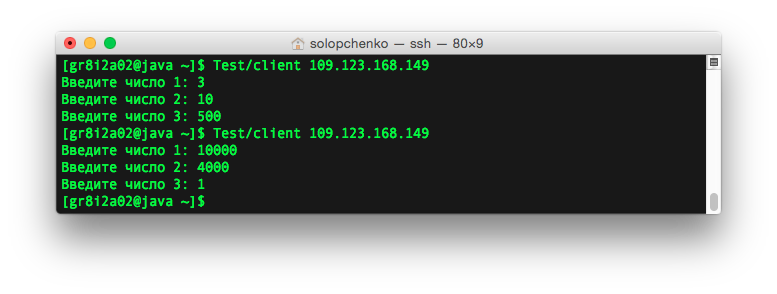 solopchenko — ssh — 80×9
[gr8i2a02@java ~]$ Test/client 109.123.168.149
Введите число 1: 3
Введите число 2: 10
Введите число 3: 500
[gr8i2a02@java ~]$ Test/client 109.123.168.149
Введите число 1: 10000
Введите число 2: 4000
Введите число 3: 1
[gr8i2a02@java ~]$